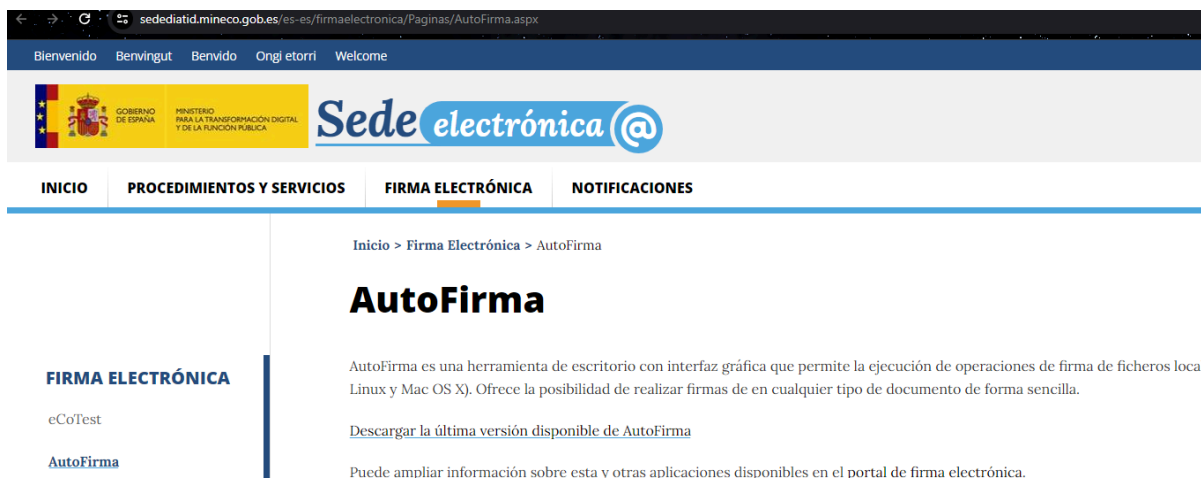 sedediatid.mineco.gob.es/es-es/firmaelectronica/Paginas/AutoFirma.aspx
Bienvenido Benvingut Benvido Ongi etorri Welcome
GOBIERNO DE ESPAÑA
MINISTERIO PARA LA TRANSFORMACIÓN DIGITAL Y DE LA FUNCIÓN PÚBLICA
Sede electrónica @
INICIO PROCEDIMIENTOS Y SERVICIOS FIRMA ELECTRÓNICA NOTIFICACIONES
Inicio > Firma Electrónica > AutoFirma
AutoFirma
FIRMA ELECTRÓNICA
eCoTest
AutoFirma
AutoFirma es una herramienta de escritorio con interfaz gráfica que permite la ejecución de operaciones de firma de ficheros loca
Linux y Mac OS X). Ofrece la posibilidad de realizar firmas de en cualquier tipo de documento de forma sencilla.
Descargar la última versión disponible de AutoFirma
Puede ampliar información sobre esta y otras aplicaciones disponibles en el portal de firma electrónica.